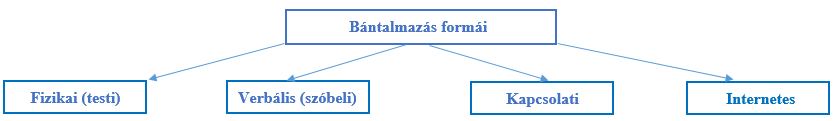 Bántalmazás formái
Fizikai (testi)
Verbális (szóbeli)
Kapcsolati
Internetes